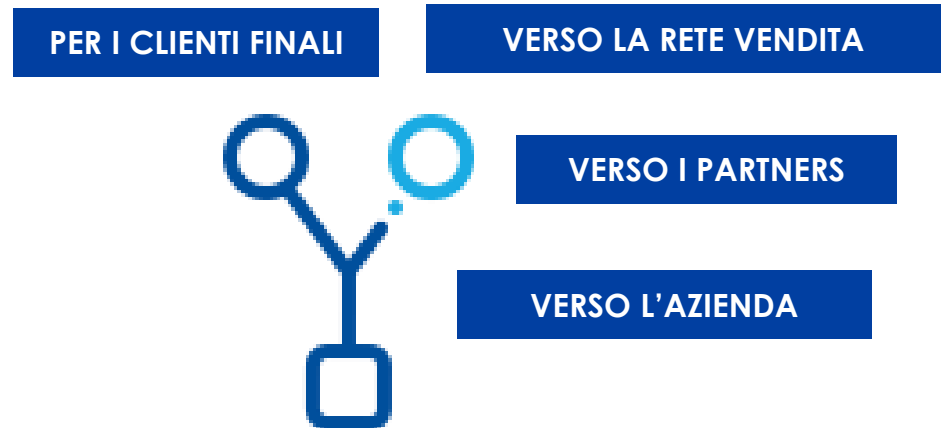 PER I CLIENTI FINALI
VERSO LA RETE VENDITA
VERSO I PARTNERS
VERSO L’AZIENDA